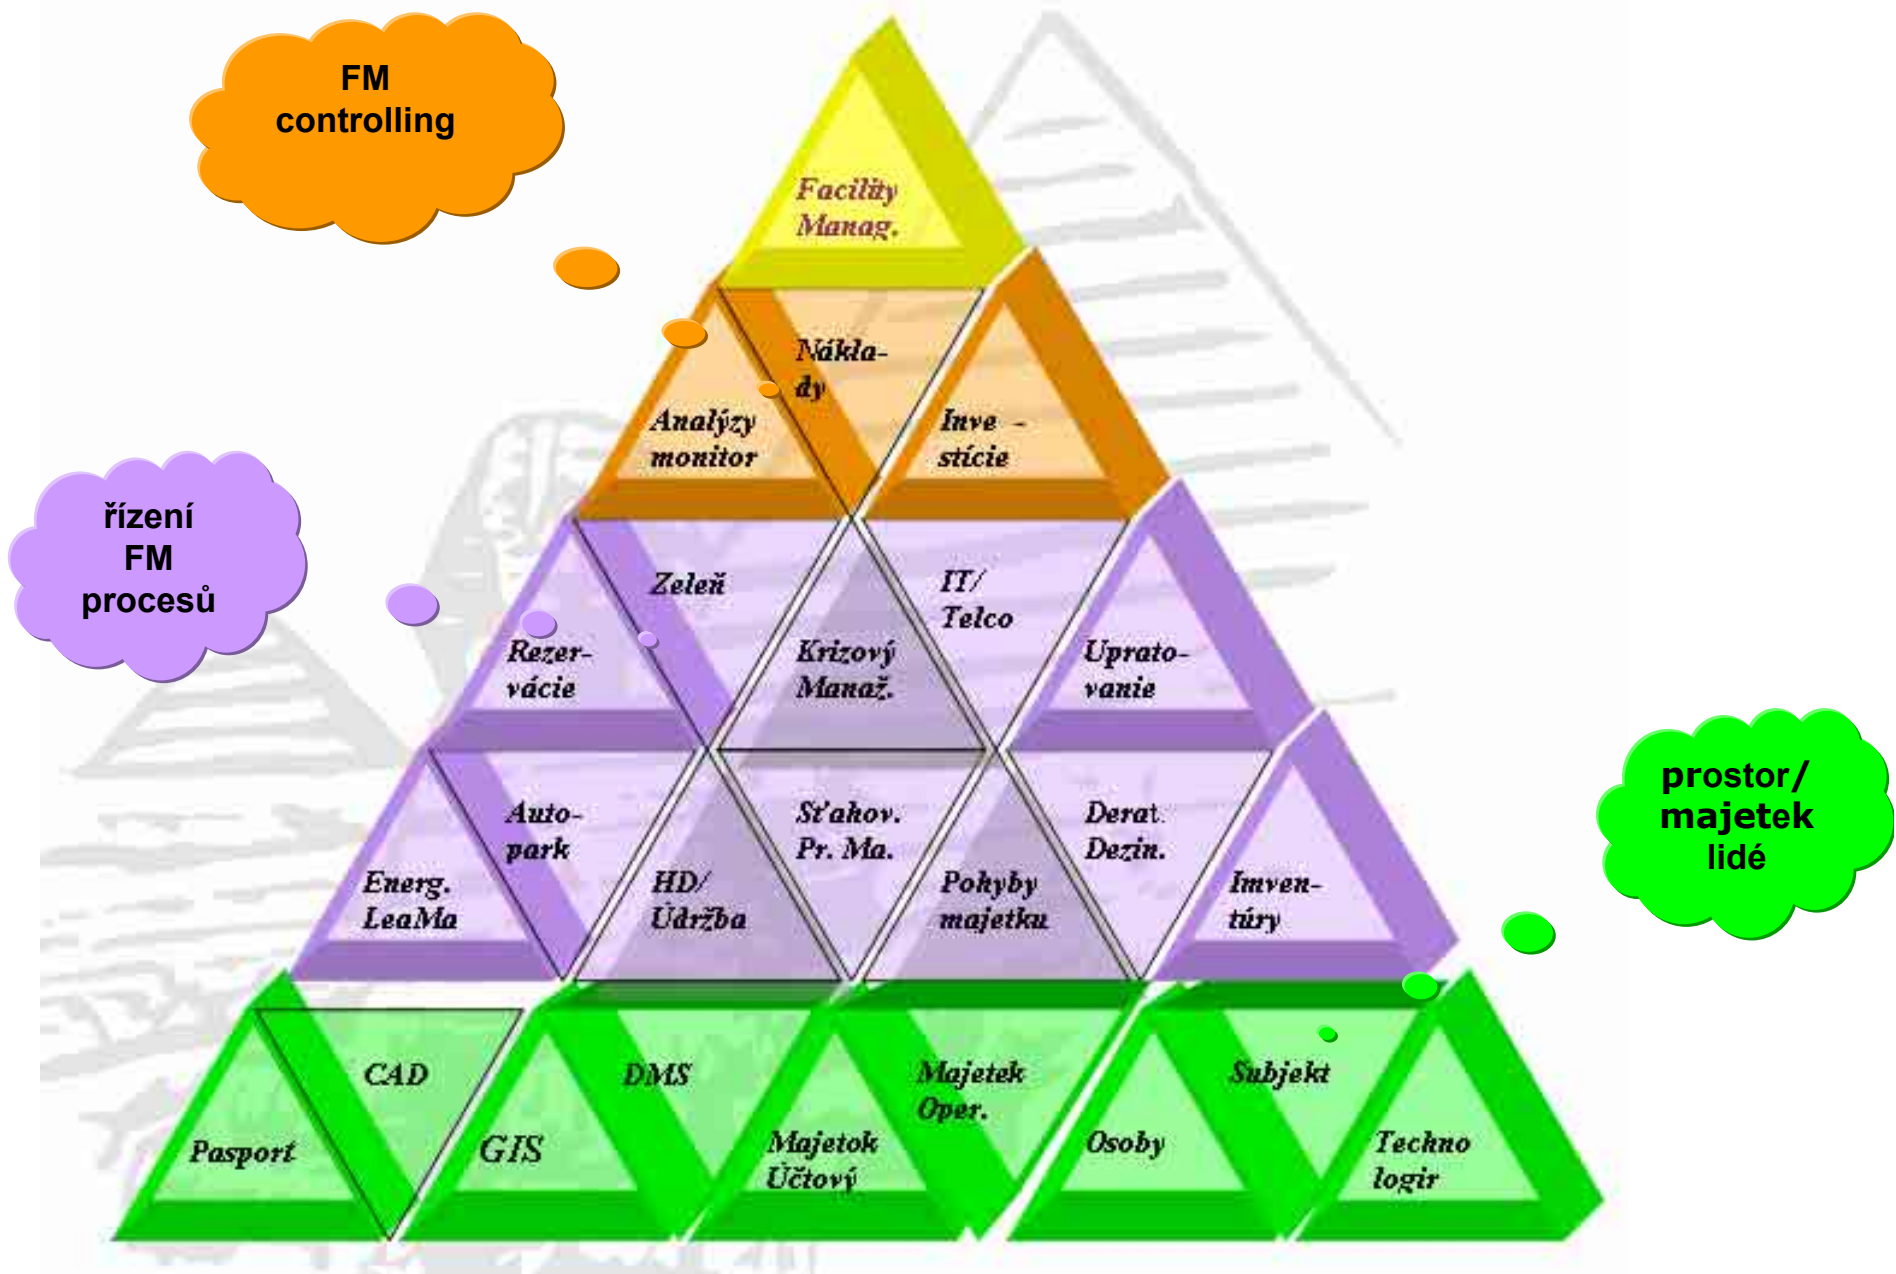 FM
controlling
Facility
Manag.
Nákla-
dy
Analýzy
monitor
Inve -
stície
řízení
FM
procesů
Zeleň
IT/
Telco
Rezer-
vácie
Krizový
Manaž.
Uprato-
vanie
prostor/
majetek
lidé
Auto-
park
Sťahov.
Pr. Ma.
Derat.
Dezin.
Energ.
LeaMa
HD/
Údržba
Pohyby
majetku
Imven-
túry
CAD
DMS
Majetek
Oper.
Subjekt
Pasport
GIS
Majetok
Účtový
Osoby
Techno
logir